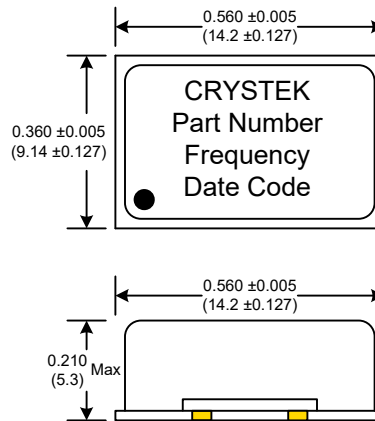 0.560 ±0.005
(14.2 ±0.127)
0.360 ±0.005
(9.14 ±0.127)
CRYSTEK
Part Number
Frequency
Date Code
0.560 ±0.005
(14.2 ±0.127)
0.210
(5.3)
Max